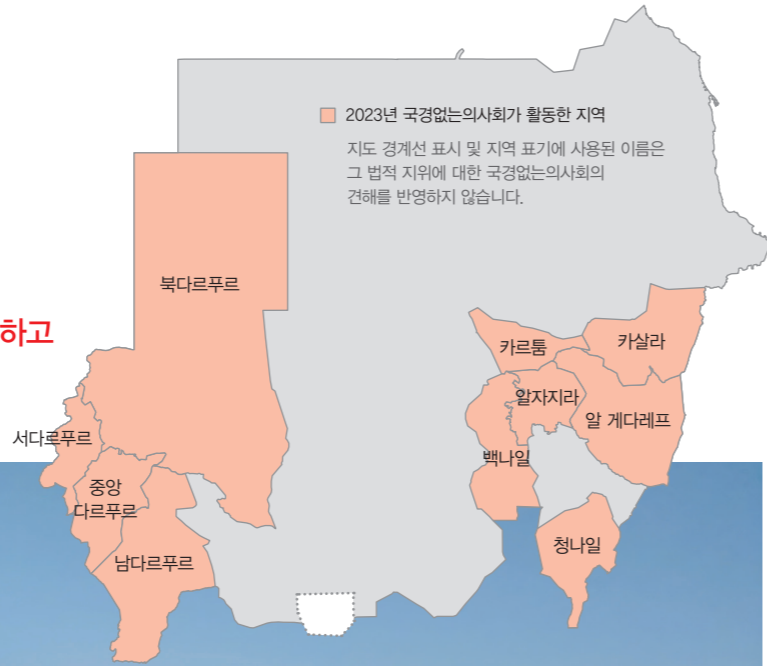 2023년 국경없는의사회가 활동한 지역
지도 경계선 표시 및 지역 표기에 사용된 이름은
그 법적 지위에 대한 국경없는의사회의
견해를 반영하지 않습니다.
북다르푸르
하고
카르툼
카살라
알자지라
알 게다레프
서다르푸르
백나일
중앙
다르푸르
청나일
남다르푸르